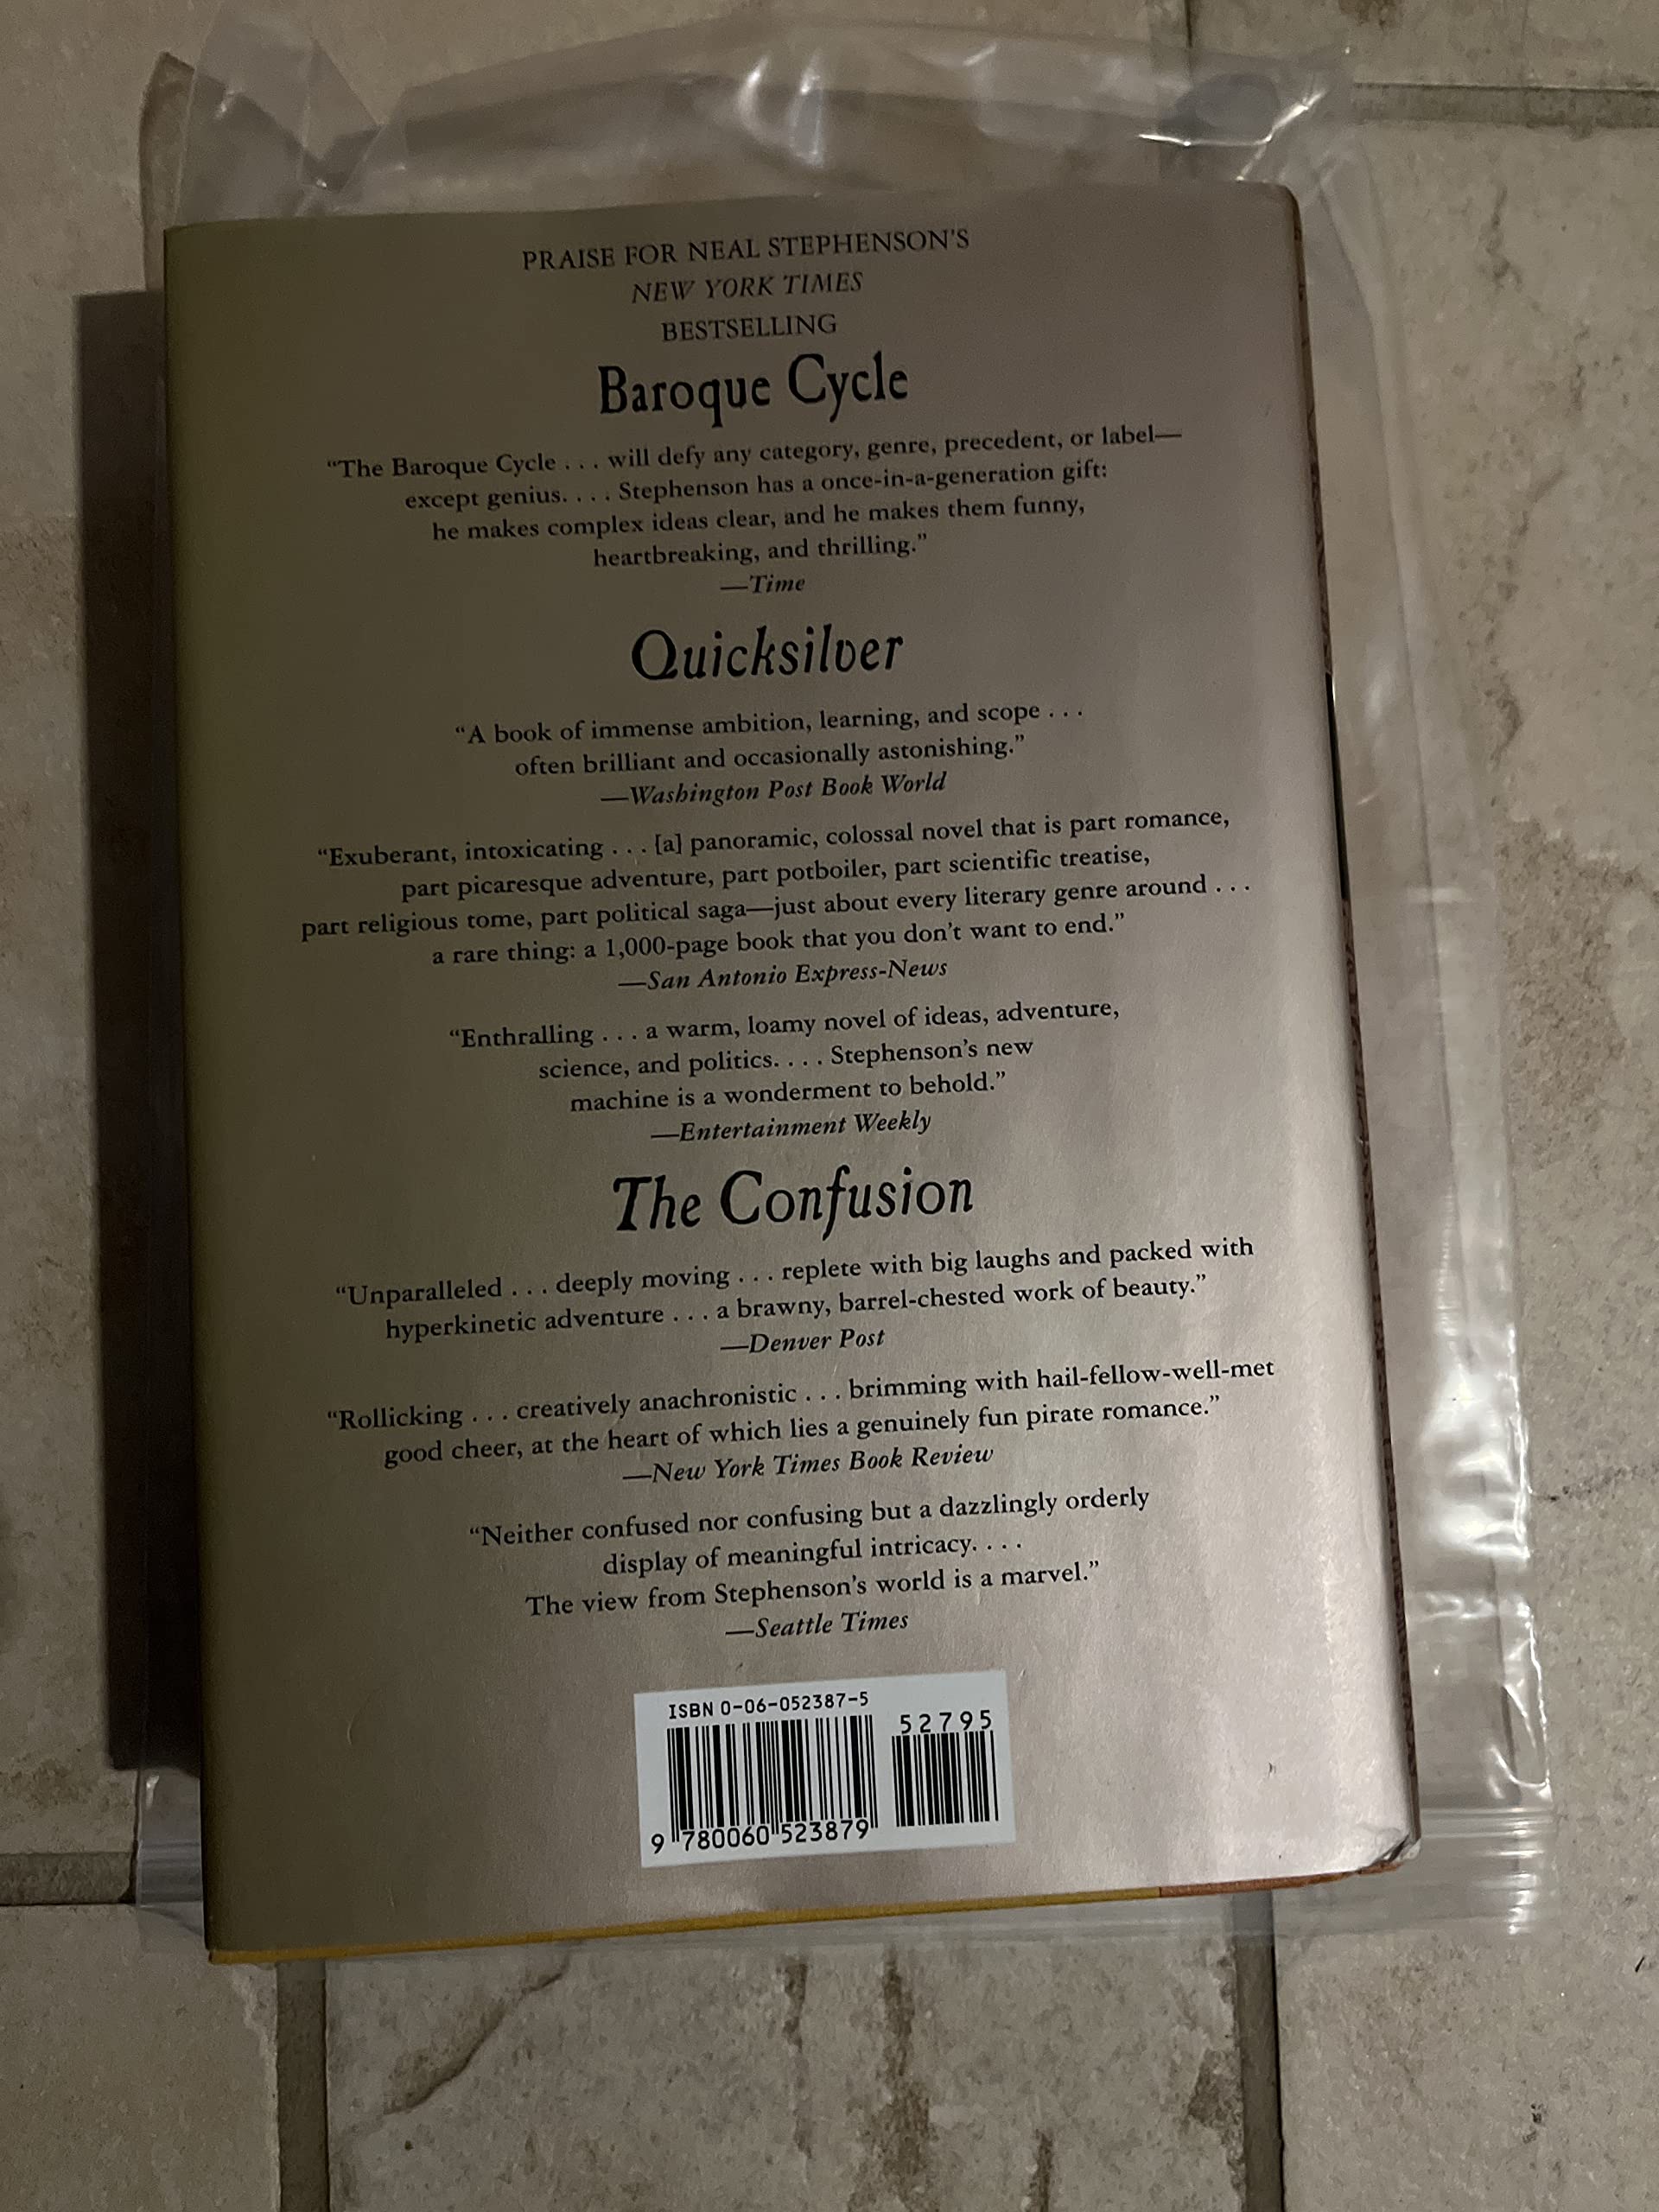 PRAISE FOR NEAL STEPHENSON'S
NEW YORK TIMES
BESTSELLING
Baroque Cycle
“The Baroque Cycle . . . will defy any category, genre, precedent, or label—
except genius. . . . Stephenson has a once-in-a-generation gift:
he makes complex ideas clear, and he makes them funny,
heartbreaking, and thrilling.”
—Time
Quicksilver
“A book of immense ambition, learning, and scope . . .
often brilliant and occasionally astonishing.”
—Washington Post Book World
“Exuberant, intoxicating . . . [a] panoramic, colossal novel that is part romance,
part picaresque adventure, part potboiler, part scientific treatise,
part religious tome, part political saga—just about every literary genre around . . .
a rare thing: a 1,000-page book that you don’t want to end.”
—San Antonio Express-News
“Enthralling . . . a warm, loamy novel of ideas, adventure,
science, and politics. . . . Stephenson’s new
machine is a wonderment to behold.”
—Entertainment Weekly
The Confusion
“Unparalleled . . . deeply moving . . . replete with big laughs and packed with
hyperkinetic adventure . . . a brawny, barrel-chested work of beauty.”
—Denver Post
“Rollicking . . . creatively anachronistic . . . brimming with hail-fellow-well-met
good cheer, at the heart of which lies a genuinely fun pirate romance.”
—New York Times Book Review
“Neither confused nor confusing but a dazzlingly orderly
display of meaningful intricacy. . . .
The view from Stephenson’s world is a marvel.”
—Seattle Times
ISBN 0-06-052387-5
52795
9 780060 523879